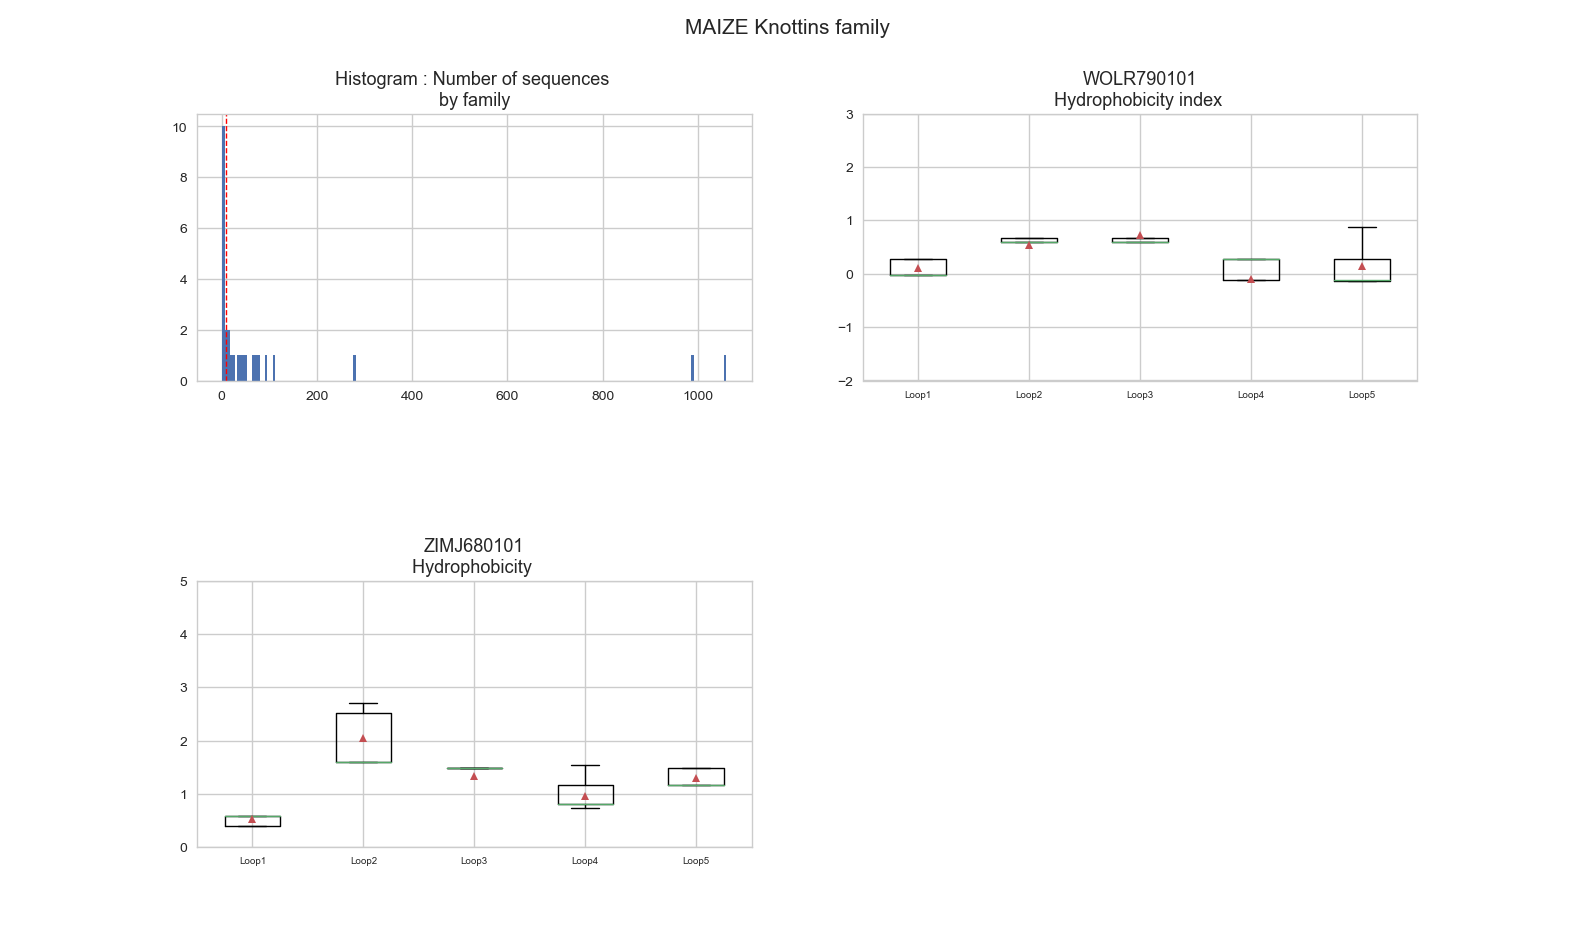 MAIZE Knottins family
Histogram : Number of sequences
by family
10
8
6
4
2
0
0 200 400 600 800 1000
WOLR790101
Hydrophobicity index
3
2
1
0
−1
−2
Loop1 Loop2 Loop3 Loop4 Loop5
ZIMJ680101
Hydrophobicity
5
4
3
2
1
0
Loop1 Loop2 Loop3 Loop4 Loop5